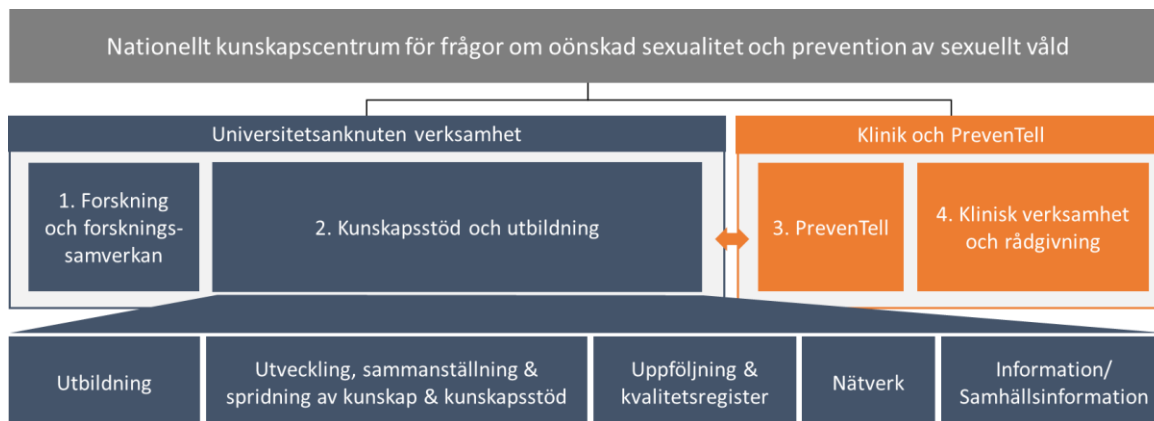 Nationellt kunskapscentrum för frågor om oönskad sexualitet och prevention av sexuellt våld
Universitetsanknuten verksamhet
Klinik och PrevenTell
1. Forskning
och forsknings-
samverkan
2. Kunskapsstöd och utbildning
3. PrevenTell
4. Klinisk verksamhet
och rådgivning
Utbildning
Utveckling, sammanställning &
spridning av kunskap & kunskapsstöd
Uppföljning &
kvalitetsregister
Nätverk
Information/
Samhällsinformation